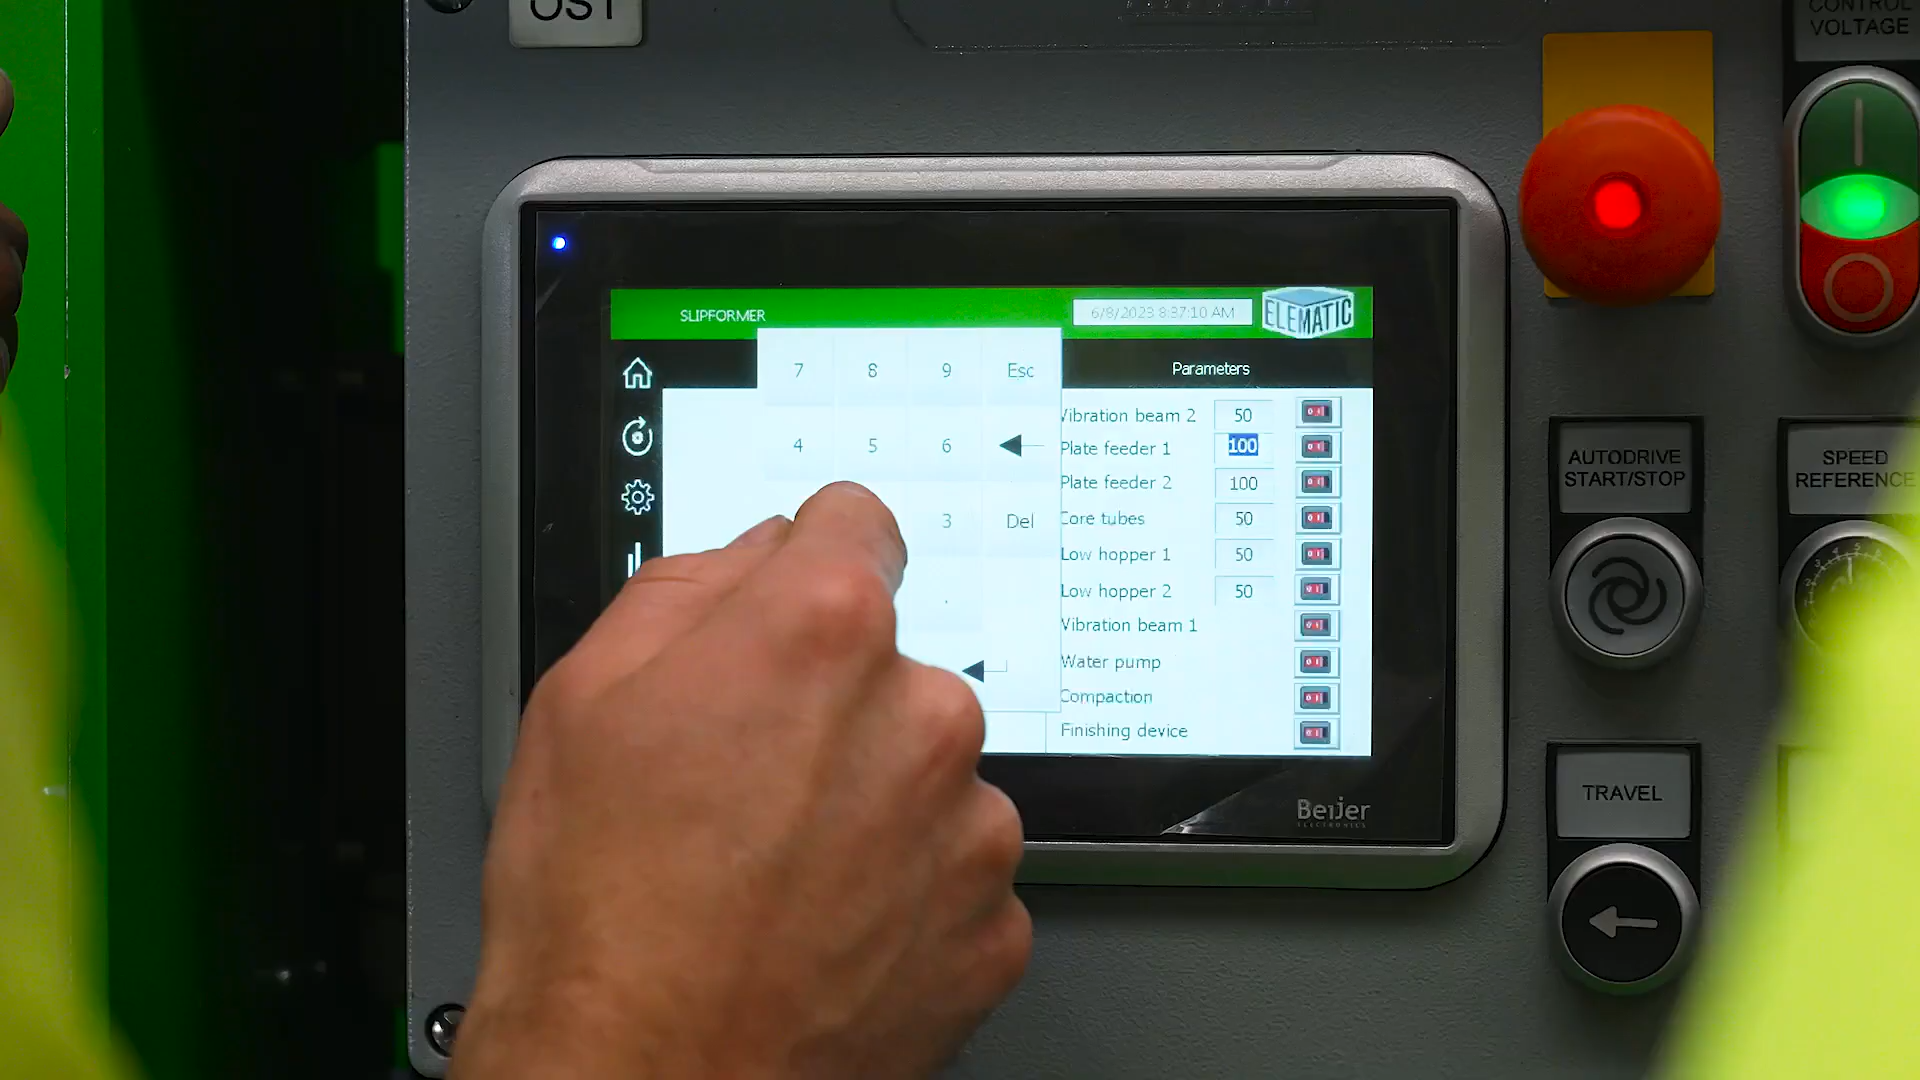 CONTROL
VOLTAGE
SLIPFORMER
6/8/2023 8:37:10 AM
ELEMATIC
Parameters
7 8 9 Esc
4 5 6
3 Del
.
Vibration beam 2 50
Plate feeder 1 100
Plate feeder 2 100
Core tubes 50
Low hopper 1 50
Low hopper 2 50
Vibration beam 1
Water pump
Compaction
Finishing device
Beijer
ELECTRONICS
AUTODRIVE
START/STOP
SPEED
REFERENCE
TRAVEL